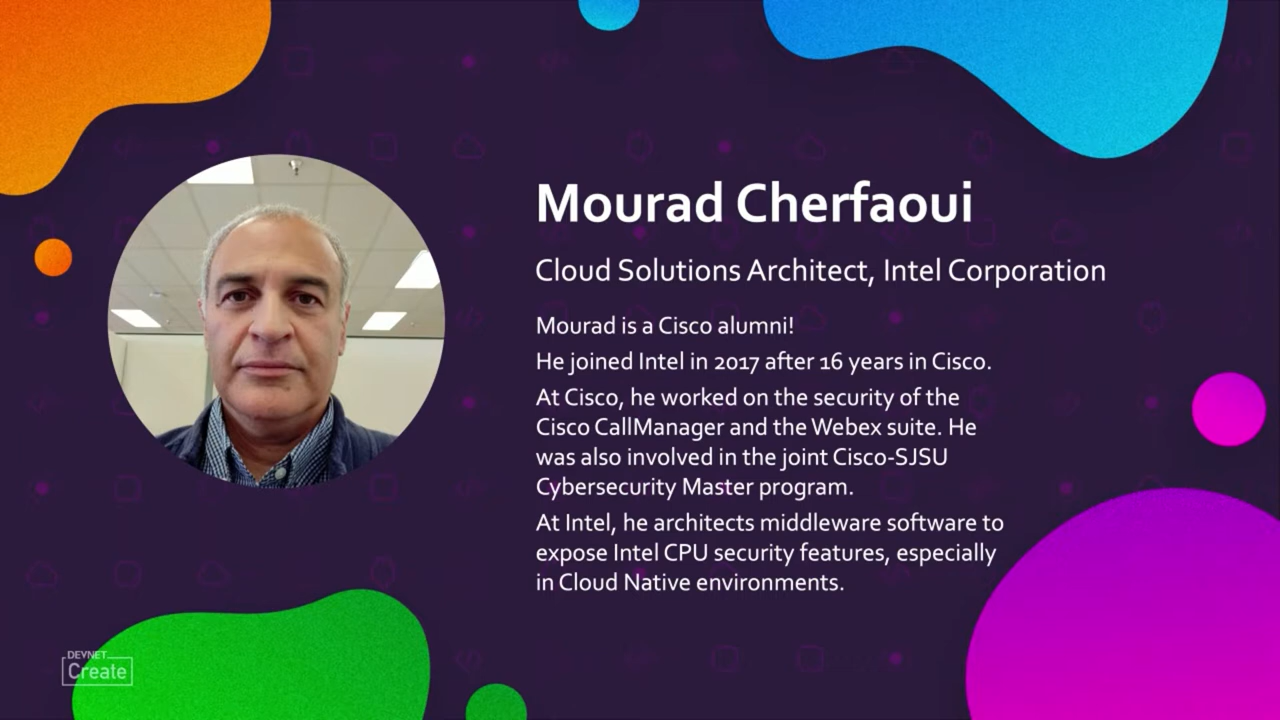 Mourad Cherfaoui
Cloud Solutions Architect, Intel Corporation
Mourad is a Cisco alumni!
He joined Intel in 2017 after 16 years in Cisco.
At Cisco, he worked on the security of the
Cisco CallManager and the Webex suite. He
was also involved in the joint Cisco-SJSU
Cybersecurity Master program.
At Intel, he architects middleware software to
expose Intel CPU security features, especially
in Cloud Native environments.
DEVNET
Create